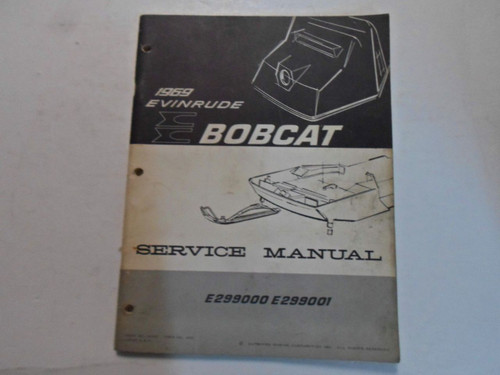 1969
EVINRUDE
BOBCAT
SERVICE MANUAL
E299000 E299001